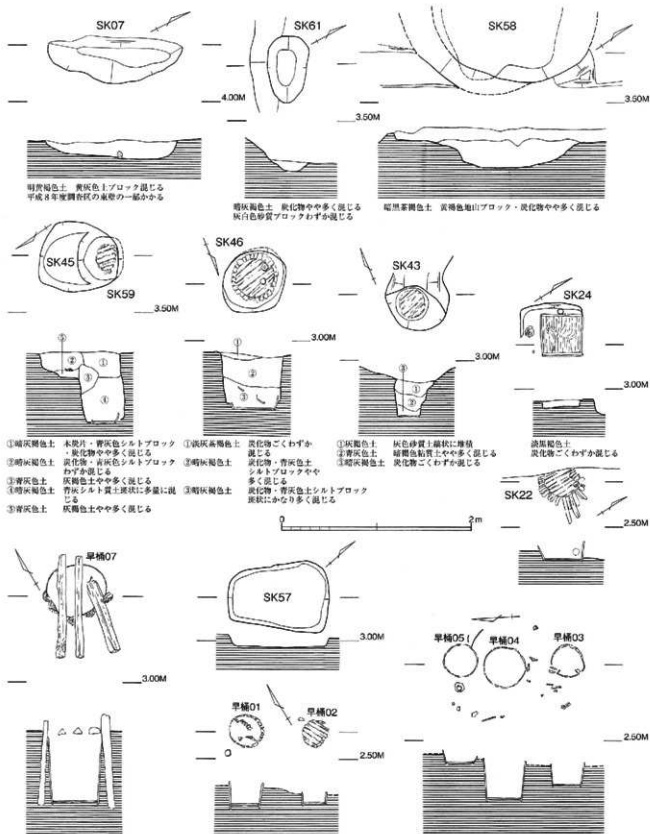 SK07
SK61
SK58
4.00M
3.50M
3.50M
明黄褐色土 黄灰色土ブロック混じる
平成8年度調査区の東壁の一部かかる
暗灰褐色土 炭化物やや多く混じる
灰白色砂質ブロックわずか混じる
暗黒茶褐色土 黄褐色地山ブロック・炭化物やや多く混じる
SK45
SK59
SK46
SK43
SK24
3.50M
3.00M
3.00M
3.00M
⑤
②
①
③
④
①
②
③
③
①
②
①暗灰褐色土 木炭片・青灰色シルトブロック
・炭化物やや多く混じる
②暗灰褐色土 炭化物・青灰色シルトブロック
わずか混じる
③青灰色土 灰褐色土やや多く混じる
④暗灰褐色土 青灰シルト質土斑状に多量に混
じる
⑤青灰色土 灰褐色土やや多く混じる
①淡灰茶褐色土 炭化物ごくわずか
混じる
②暗灰褐色土 炭化物・青灰色土
シルトブロックやや
多く混じる
③暗灰褐色土 炭化物・青灰色土シルトブロック
斑状にかなり多く混じる
①灰褐色土 灰色砂質土縞状に堆積
②青灰色土 暗褐色粘質土やや多く混じる
③暗灰褐色土 炭化物ごくわずか混じる
淡黒褐色土
炭化物ごくわずか混じる
SK22
2.50M
0
2m
早桶07
3.00M
SK57
3.00M
早桶01
早桶02
2.50M
早桶05
早桶04
早桶03
2.50M